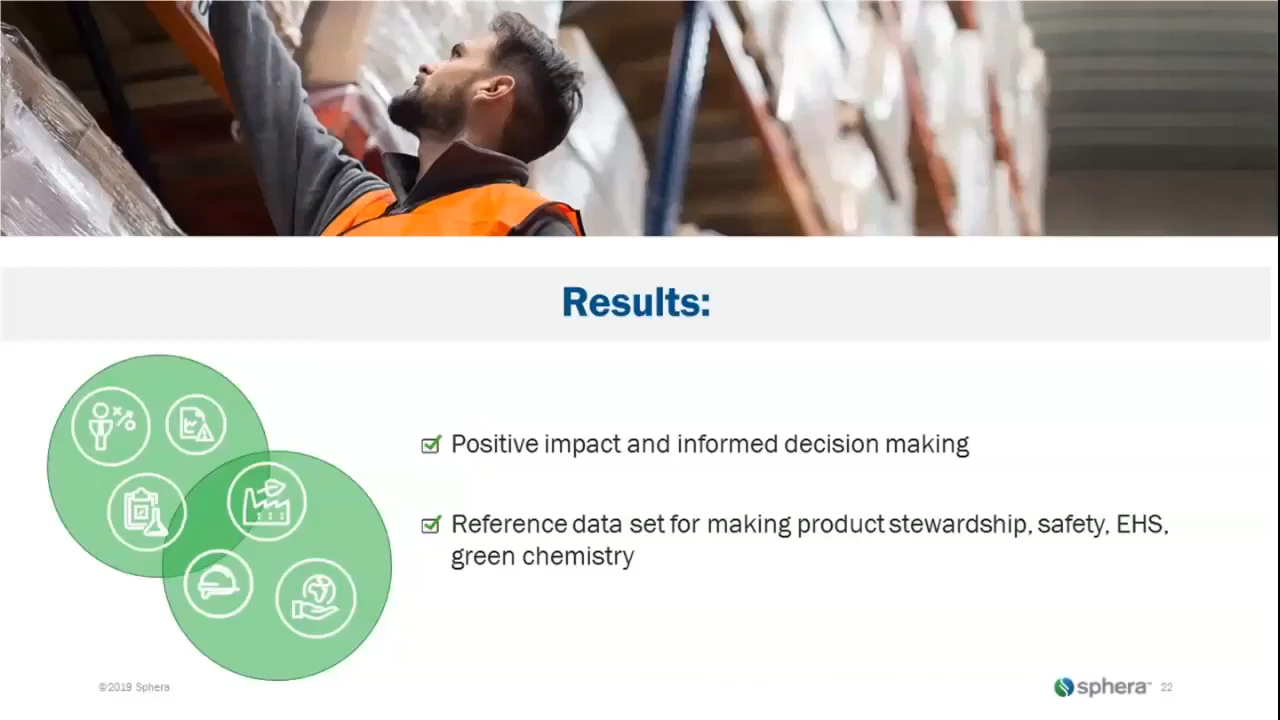 Results:
Positive impact and informed decision making
Reference data set for making product stewardship, safety, EHS,
green chemistry
©2019 Sphera
sphera™ 22